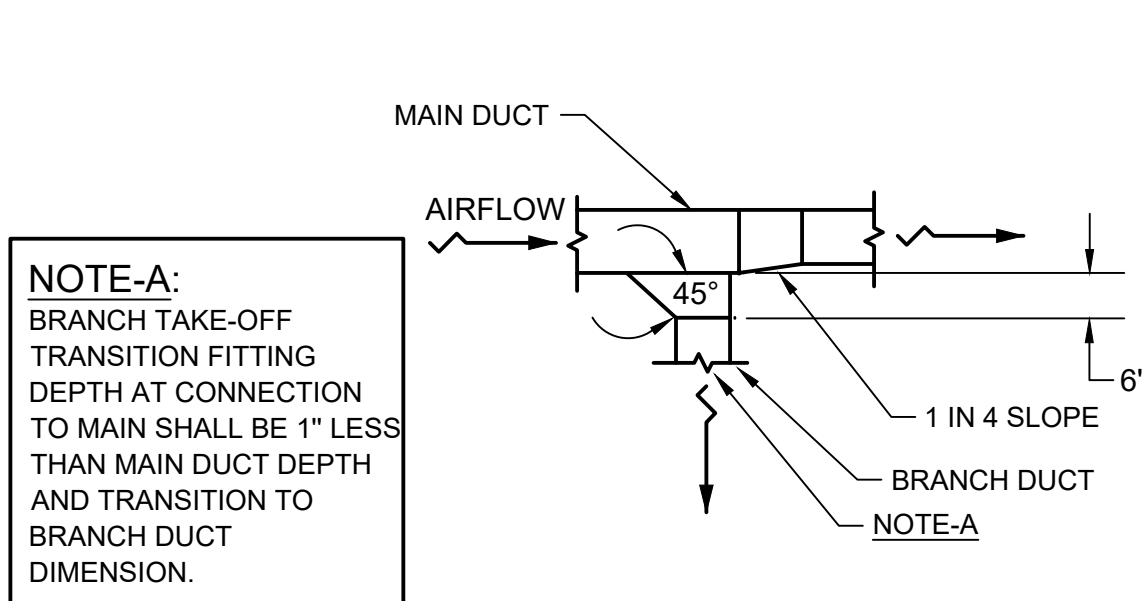 MAIN DUCT
AIRFLOW
45°
6'
1 IN 4 SLOPE
BRANCH DUCT
NOTE-A
NOTE-A:
BRANCH TAKE-OFF
TRANSITION FITTING
DEPTH AT CONNECTION
TO MAIN SHALL BE 1" LESS
THAN MAIN DUCT DEPTH
AND TRANSITION TO
BRANCH DUCT
DIMENSION.